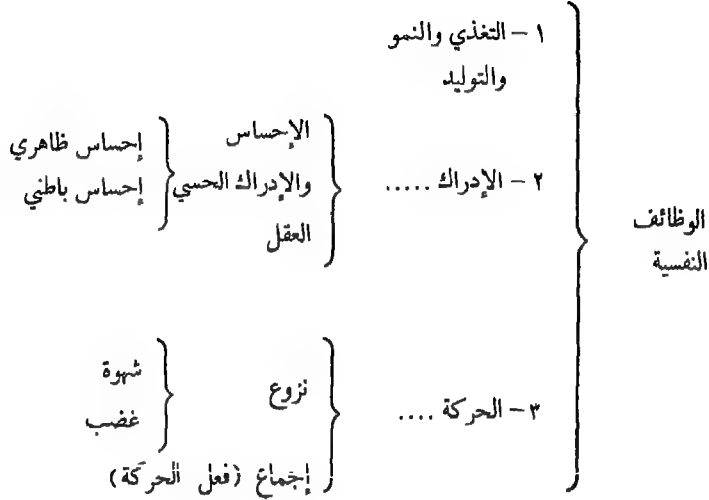 الوظائف
النفسية
١ – التغذي والنمو
والتوليد
٢ – الإدراك .....
الإحساس
والإدراك الحسي
العقل
إحساس ظاهري
إحساس باطني
٣ – الحركة ....
نزوع
إجماع (فعل الحركة)
شهوة
غضب